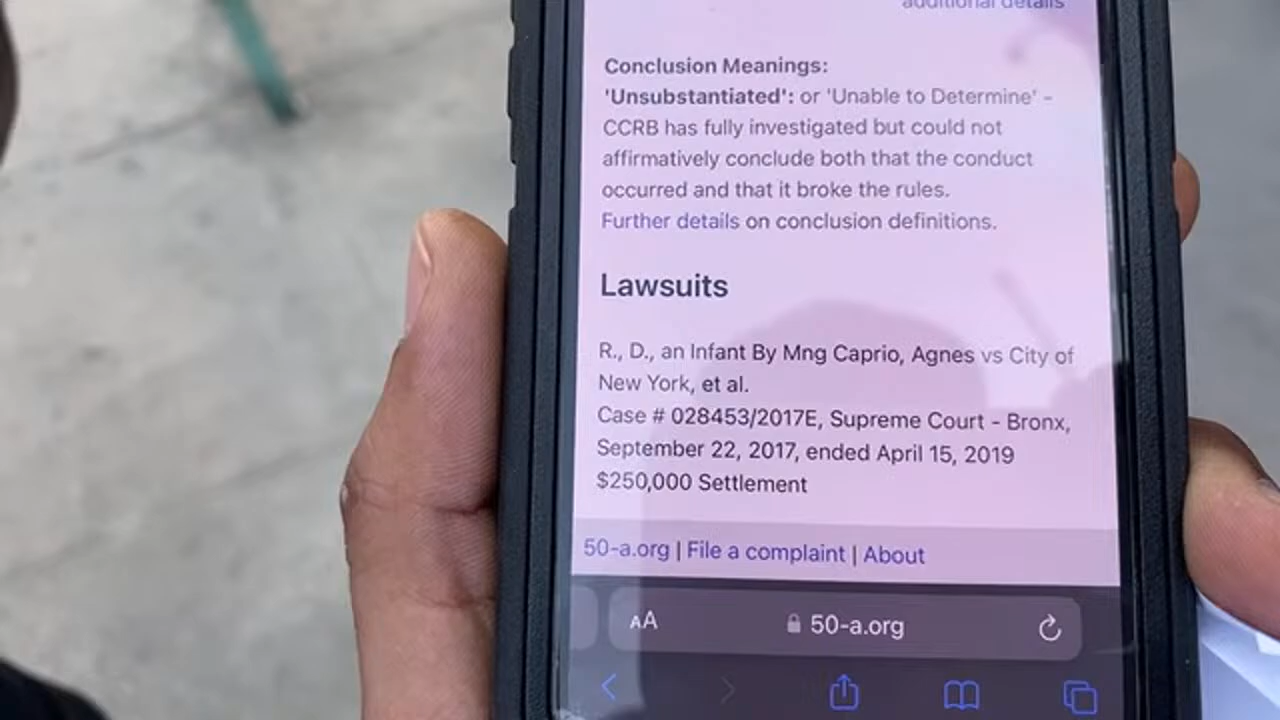 additional details
Conclusion Meanings:
'Unsubstantiated': or 'Unable to Determine' -
CCRB has fully investigated but could not
affirmatively conclude both that the conduct
occurred and that it broke the rules.
Further details on conclusion definitions.
Lawsuits
R., D., an Infant By Mng Caprio, Agnes vs City of
New York, et al.
Case # 028453/2017E, Supreme Court - Bronx,
September 22, 2017, ended April 15, 2019
$250,000 Settlement
50-a.org | File a complaint | About
AA 50-a.org